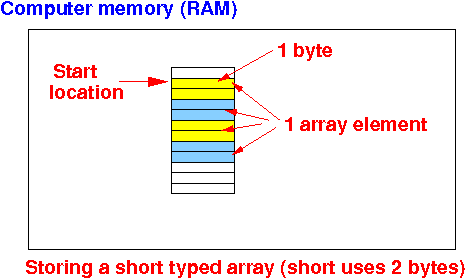 Computer memory (RAM)
1 byte
Start
location
1 array element
Storing a short typed array (short uses 2 bytes)